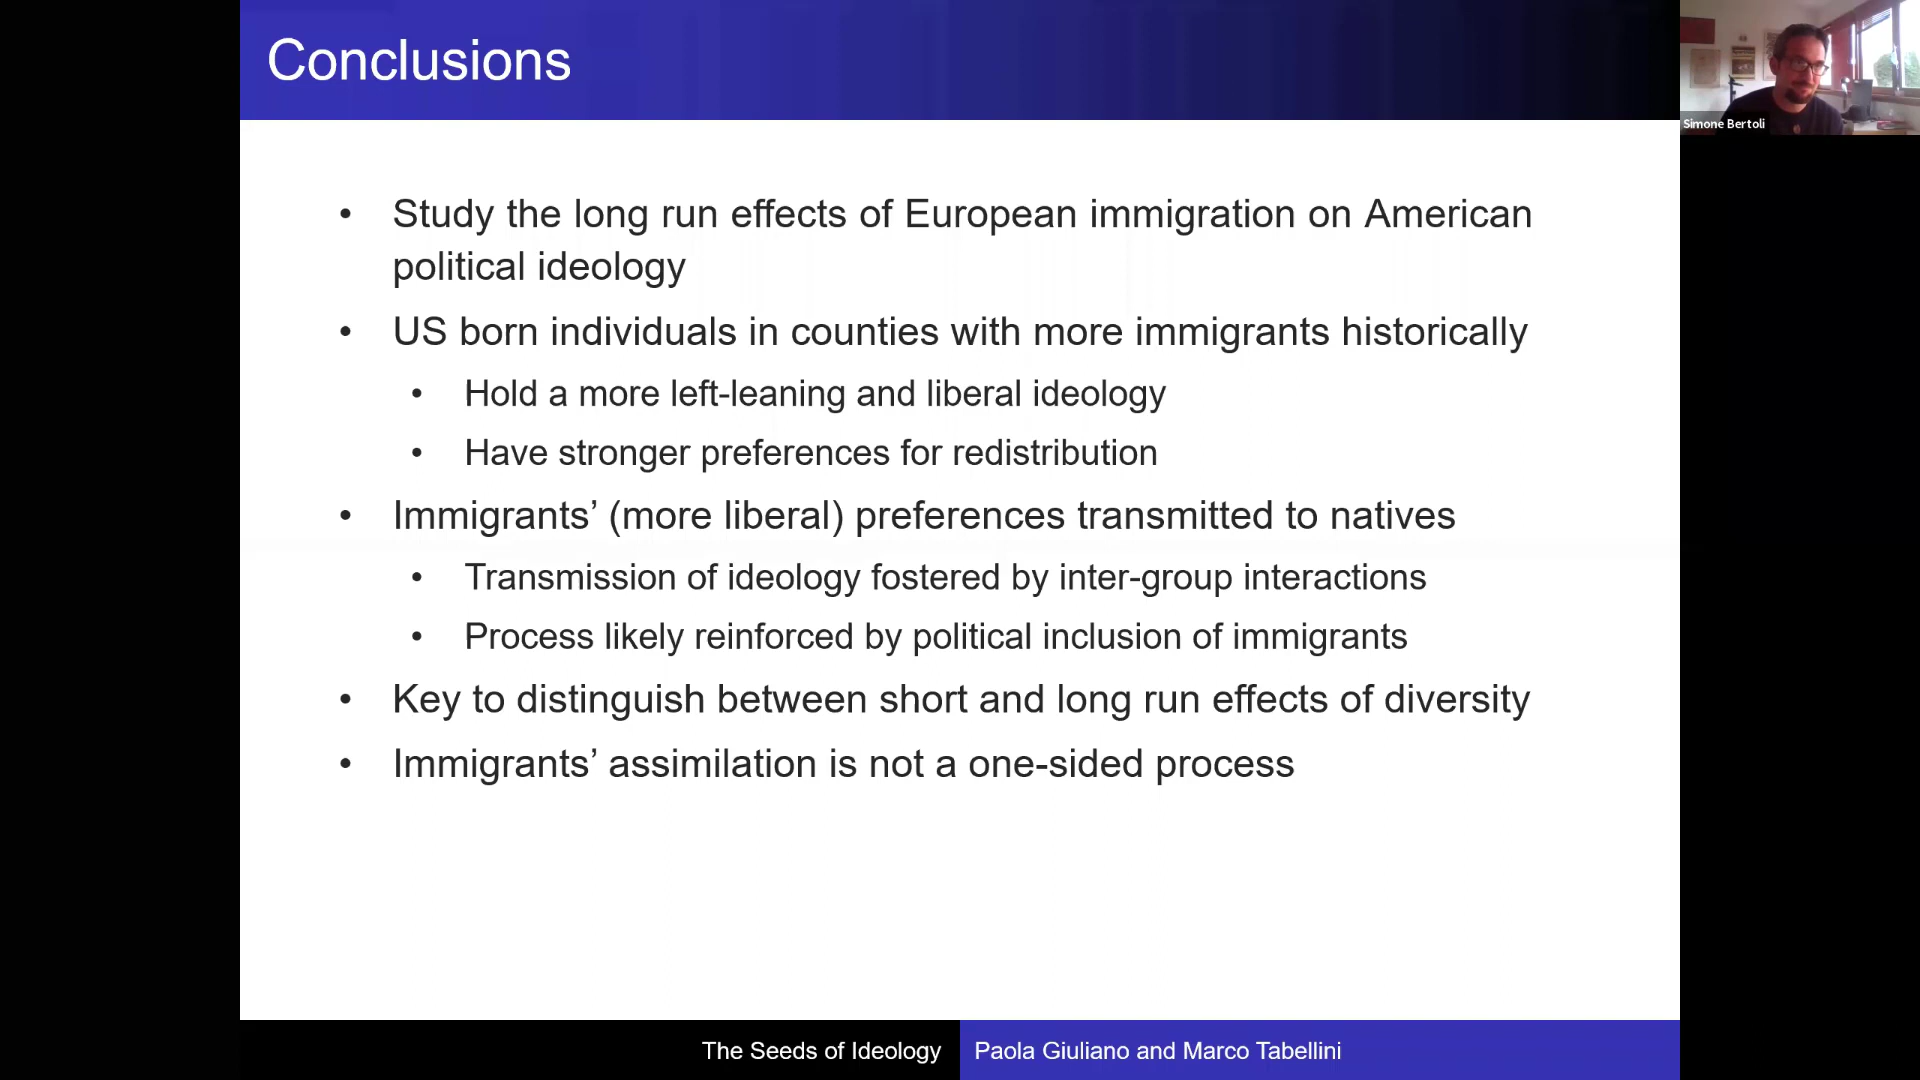 Conclusions
Simone Bertoli
• Study the long run effects of European immigration on American
political ideology
• US born individuals in counties with more immigrants historically
• Hold a more left-leaning and liberal ideology
• Have stronger preferences for redistribution
• Immigrants’ (more liberal) preferences transmitted to natives
• Transmission of ideology fostered by inter-group interactions
• Process likely reinforced by political inclusion of immigrants
• Key to distinguish between short and long run effects of diversity
• Immigrants’ assimilation is not a one-sided process
The Seeds of Ideology
Paola Giuliano and Marco Tabellini